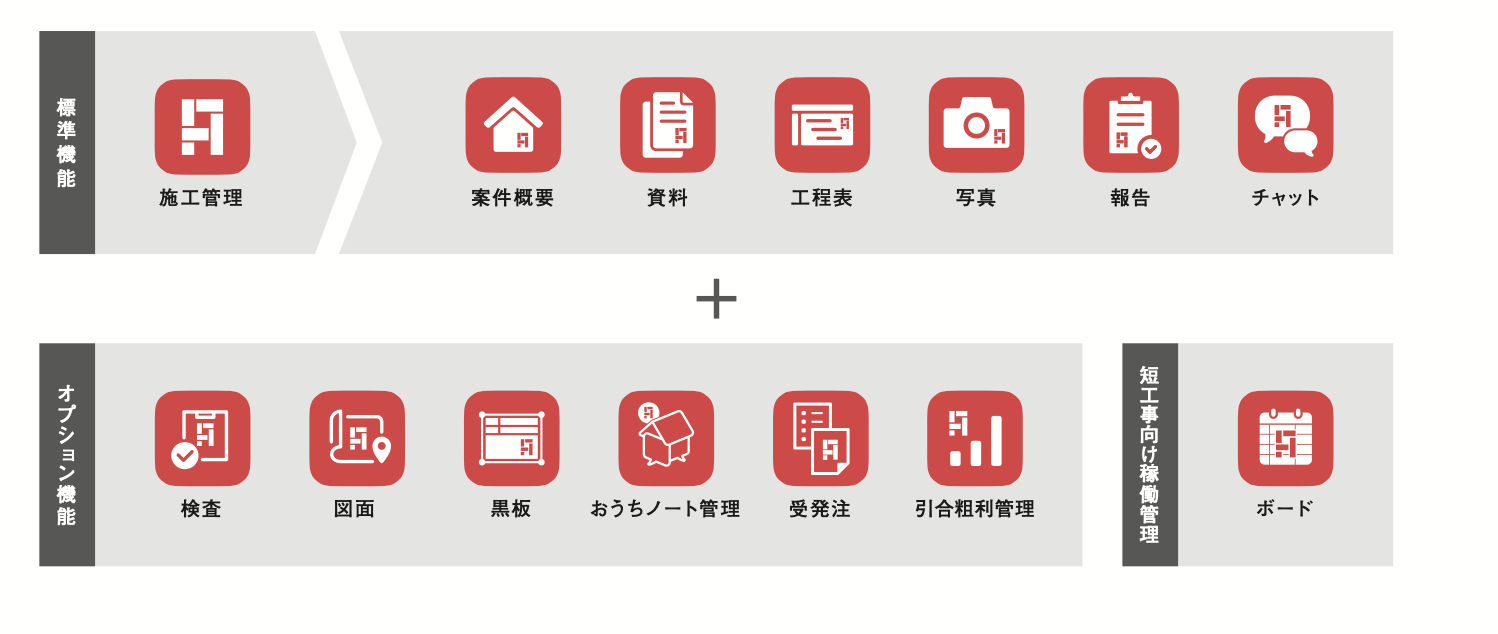 標準機能
施工管理
案件概要
資料
工程表
写真
報告
チャット
+
オプション機能
検査
図面
黒板
おうちノート管理
受発注
引合粗利管理
短工事向け稼働管理
ボード